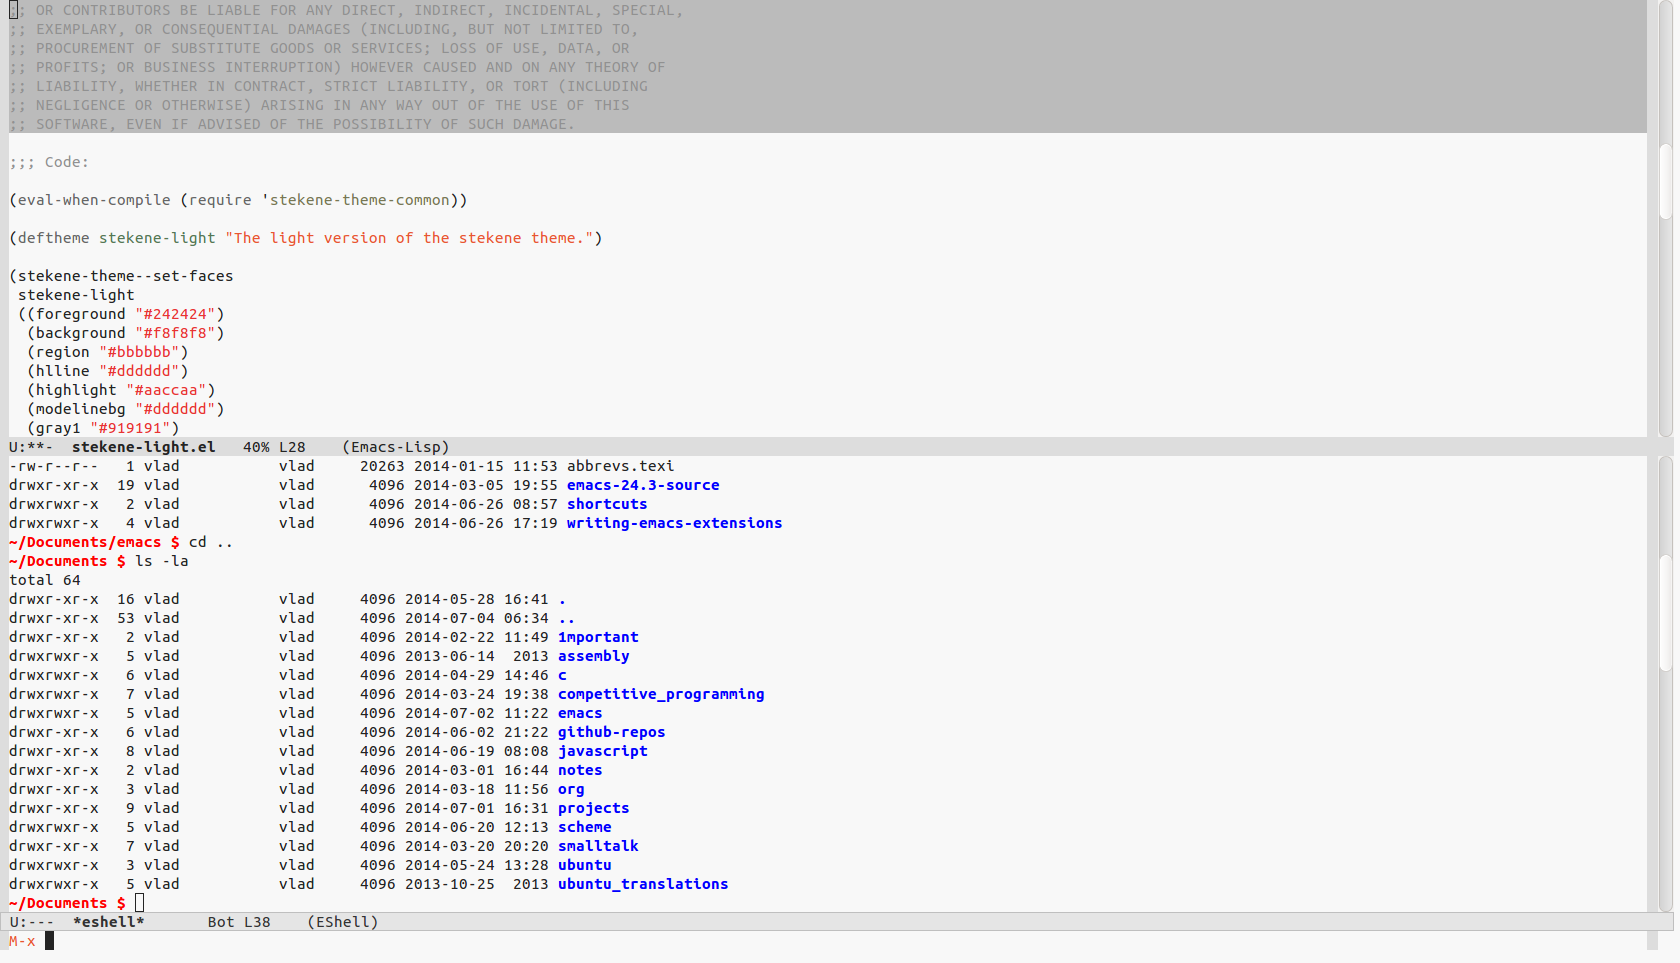 ;; OR CONTRIBUTORS BE LIABLE FOR ANY DIRECT, INDIRECT, INCIDENTAL, SPECIAL,
;; EXEMPLARY, OR CONSEQUENTIAL DAMAGES (INCLUDING, BUT NOT LIMITED TO,
;; PROCUREMENT OF SUBSTITUTE GOODS OR SERVICES; LOSS OF USE, DATA, OR
;; PROFITS; OR BUSINESS INTERRUPTION) HOWEVER CAUSED AND ON ANY THEORY OF
;; LIABILITY, WHETHER IN CONTRACT, STRICT LIABILITY, OR TORT (INCLUDING
;; NEGLIGENCE OR OTHERWISE) ARISING IN ANY WAY OUT OF THE USE OF THIS
;; SOFTWARE, EVEN IF ADVISED OF THE POSSIBILITY OF SUCH DAMAGE.
;;; Code:
(eval-when-compile (require 'stekene-theme-common))
(deftheme stekene-light "The light version of the stekene theme.")
(stekene-theme--set-faces
 stekene-light
 ((foreground "#242424")
  (background "#f8f8f8")
  (region "#bbbbbb")
  (hlline "#dddddd")
  (highlight "#aaccaa")
  (modelinebg "#dddddd")
  (gray1 "#919191")
U:**-  stekene-light.el   40% L28    (Emacs-Lisp)
-rw-r--r--   1 vlad           vlad     20263 2014-01-15 11:53 abbrevs.texi
drwxr-xr-x  19 vlad           vlad      4096 2014-03-05 19:55 emacs-24.3-source
drwxrwxr-x   2 vlad           vlad      4096 2014-06-26 08:57 shortcuts
drwxrwxr-x   4 vlad           vlad      4096 2014-06-26 17:19 writing-emacs-extensions
~/Documents/emacs $ cd ..
~/Documents $ ls -la
total 64
drwxr-xr-x  16 vlad           vlad     4096 2014-05-28 16:41 .
drwxr-xr-x  53 vlad           vlad     4096 2014-07-04 06:34 ..
drwxr-xr-x   2 vlad           vlad     4096 2014-02-22 11:49 1mportant
drwxrwxr-x   5 vlad           vlad     4096 2013-06-14  2013 assembly
drwxrwxr-x   6 vlad           vlad     4096 2014-04-29 14:46 c
drwxrwxr-x   7 vlad           vlad     4096 2014-03-24 19:38 competitive_programming
drwxrwxr-x   5 vlad           vlad     4096 2014-07-02 11:22 emacs
drwxrwxr-x   6 vlad           vlad     4096 2014-06-02 21:22 github-repos
drwxrwxr-x   8 vlad           vlad     4096 2014-06-19 08:08 javascript
drwxr-xr-x   2 vlad           vlad     4096 2014-03-01 16:44 notes
drwxr-xr-x   3 vlad           vlad     4096 2014-03-18 11:56 org
drwxr-xr-x   9 vlad           vlad     4096 2014-07-01 16:31 projects
drwxrwxr-x   5 vlad           vlad     4096 2014-06-20 12:13 scheme
drwxrwxr-x   7 vlad           vlad     4096 2014-03-20 20:20 smalltalk
drwxrwxr-x   3 vlad           vlad     4096 2014-05-24 13:28 ubuntu
drwxrwxr-x   5 vlad           vlad     4096 2013-10-25  2013 ubuntu_translations
~/Documents $
U:---  *eshell*       Bot L38    (EShell)
M-x